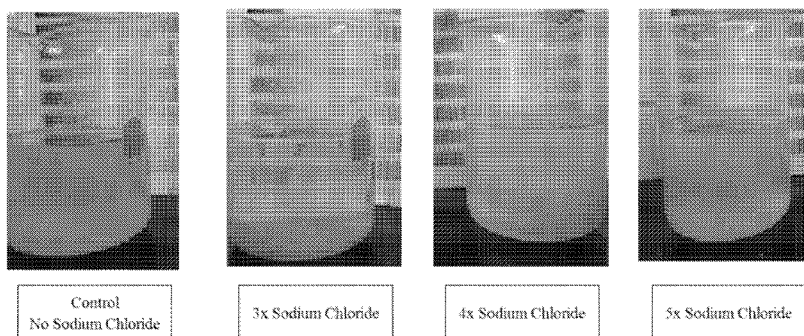 Control
No Sodium Chloride
3x Sodium Chloride
4x Sodium Chloride
5x Sodium Chloride